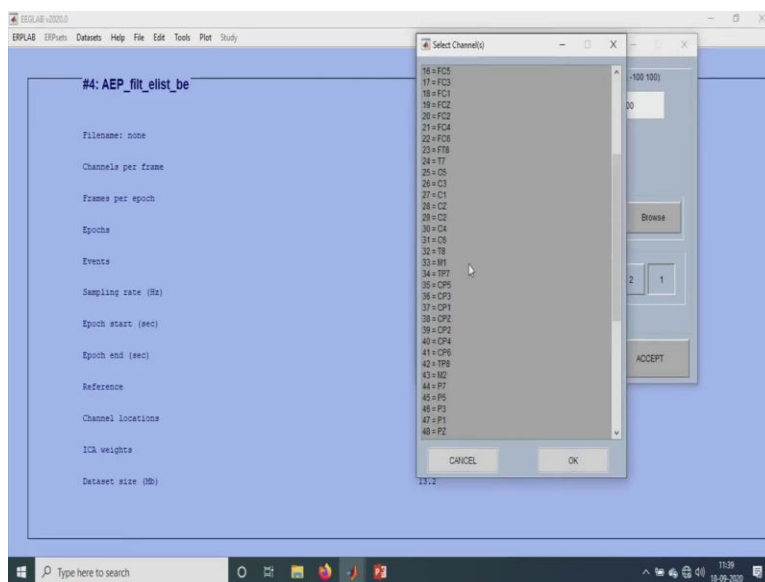 EEGLAB v2020.0
ERPLAB ERPsets Datasets Help File Edit Tools Plot Study
#4: AEP_filt_elist_be
Filename: none
Channels per frame
Frames per epoch
Epochs
Events
Sampling rate (Hz)
Epoch start (sec)
Epoch end (sec)
Reference
Channel locations
ICA weights
Dataset size (Mb)
13.2
Select Channel(s)
16 = FC5
17 = FC3
18 = FC1
19 = FCZ
20 = FC2
21 = FC4
22 = FC6
23 = FT8
24 = T7
25 = C5
26 = C3
27 = C1
28 = CZ
29 = C2
30 = C4
31 = C6
32 = T8
33 = M1
34 = TP7
35 = CP5
36 = CP3
37 = CP1
38 = CPZ
39 = CP2
40 = CP4
41 = CP6
42 = TP8
43 = M2
44 = P7
45 = P5
46 = P3
47 = P1
48 = PZ
CANCEL OK
-100 100):
00
Browse
2 1
ACCEPT
Type here to search
11:39
18-09-2020